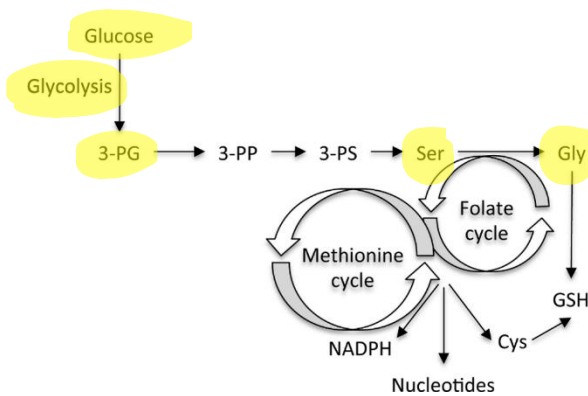 Glucose
Glycolysis
3-PG 3-PP 3-PS Ser Gly
Folate
cycle
Methionine
cycle
GSH
Cys
NADPH
Nucleotides